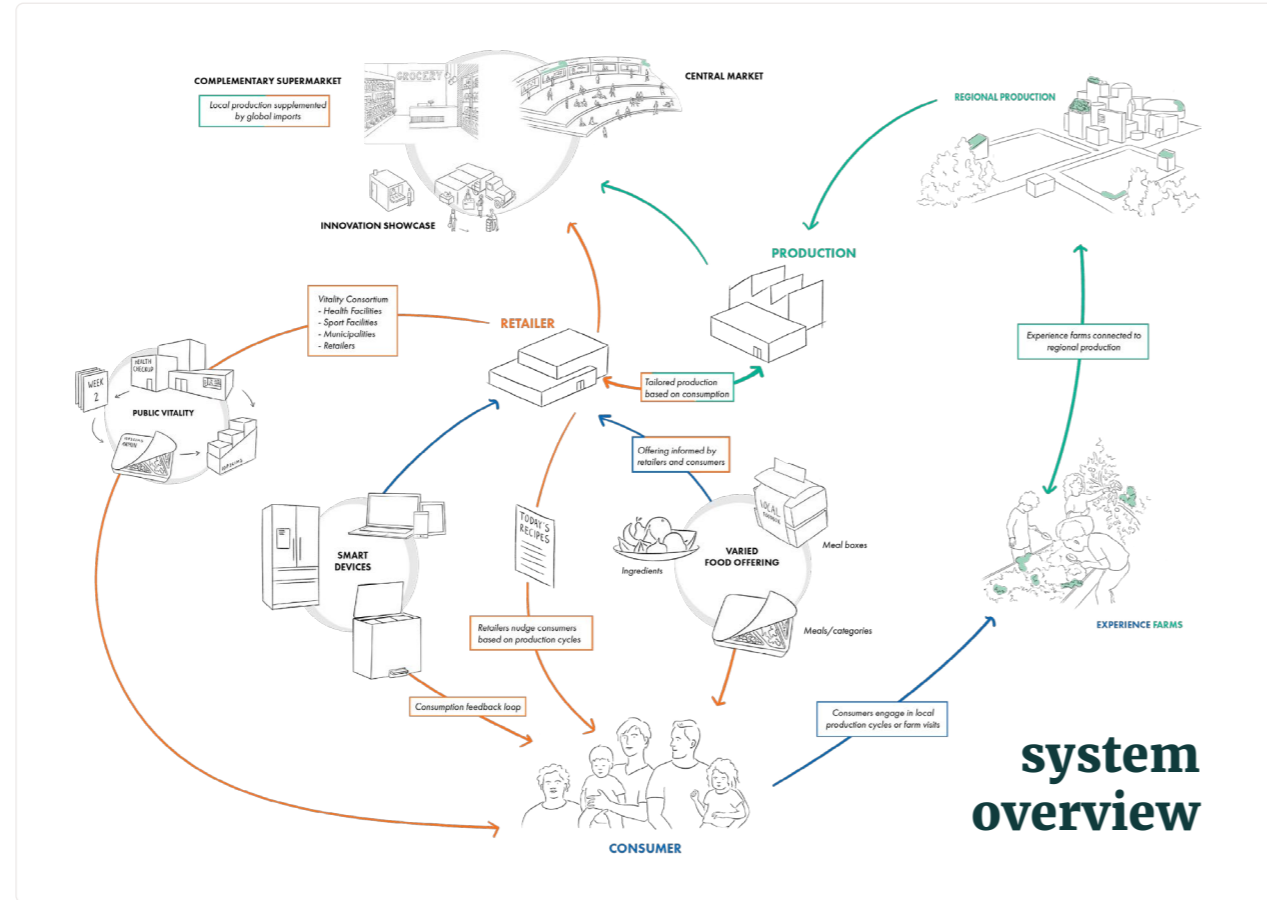 COMPLEMENTARY SUPERMARKET
Local production supplemented
by global imports
GROCERY
CENTRAL MARKET
INNOVATION SHOWCASE
REGIONAL PRODUCTION
PRODUCTION
Vitality Consortium
- Health Facilities
- Sport Facilities
- Municipalities
- Retailers
RETAILER
Experience farms connected to
regional production
HEALTH
CHECKUP
WEEK
2
PUBLIC VITALITY
Tailored production
based on consumption
Offering informed by
retailers and consumers
TODAY'S
RECIPES
SMART
DEVICES
LOCAL
VARIED
FOOD OFFERING
Meal boxes
Ingredients
Meals/categories
Retailers nudge consumers
based on production cycles
EXPERIENCE FARMS
Consumption feedback loop
Consumers engage in local
production cycles or farm visits
system
overview
CONSUMER